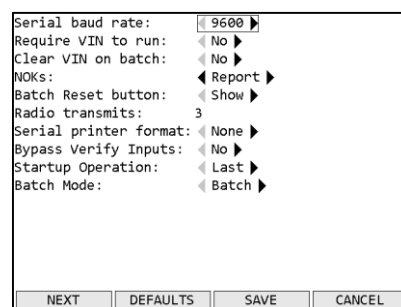 Serial baud rate: 9600
Require VIN to run: No
Clear VIN on batch: No
NOKs: Report
Batch Reset button: Show
Radio transmits: 3
Serial printer format: None
Bypass Verify Inputs: No
Startup Operation: Last
Batch Mode: Batch
NEXT DEFAULTS SAVE CANCEL